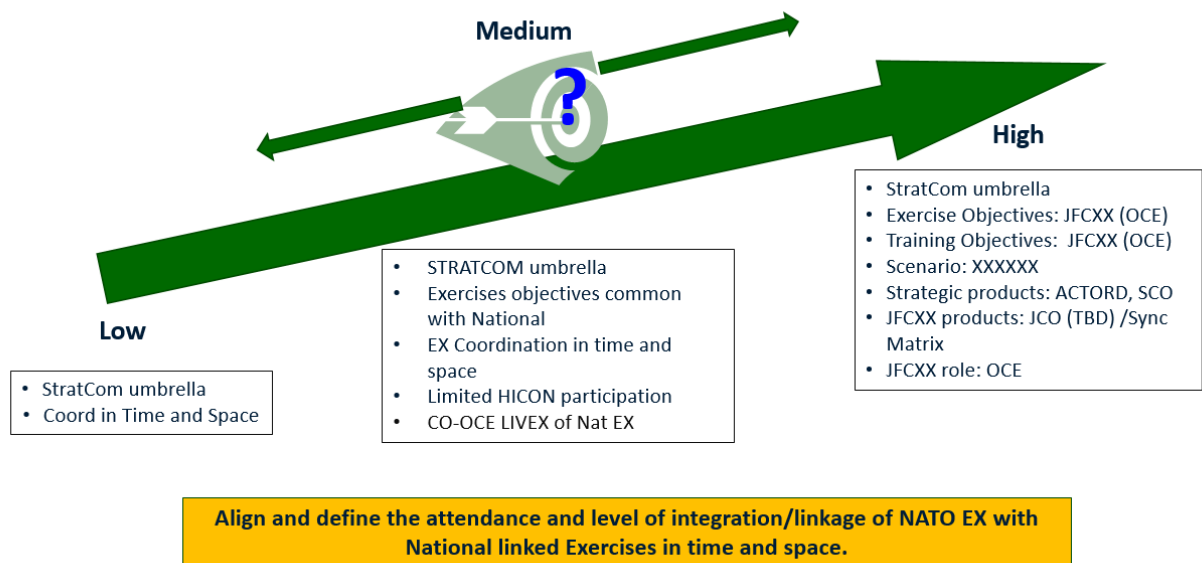 Medium
?
High
• StratCom umbrella
• Exercise Objectives: JFCXX (OCE)
• Training Objectives: JFCXX (OCE)
• Scenario: XXXXXX
• Strategic products: ACTORD, SCO
• JFCXX products: JCO (TBD) /Sync
Matrix
• JFCXX role: OCE
• STRATCOM umbrella
• Exercises objectives common
with National
• EX Coordination in time and
space
• Limited HICON participation
• CO-OCE LIVEX of Nat EX
Low
• StratCom umbrella
• Coord in Time and Space
Align and define the attendance and level of integration/linkage of NATO EX with
National linked Exercises in time and space.